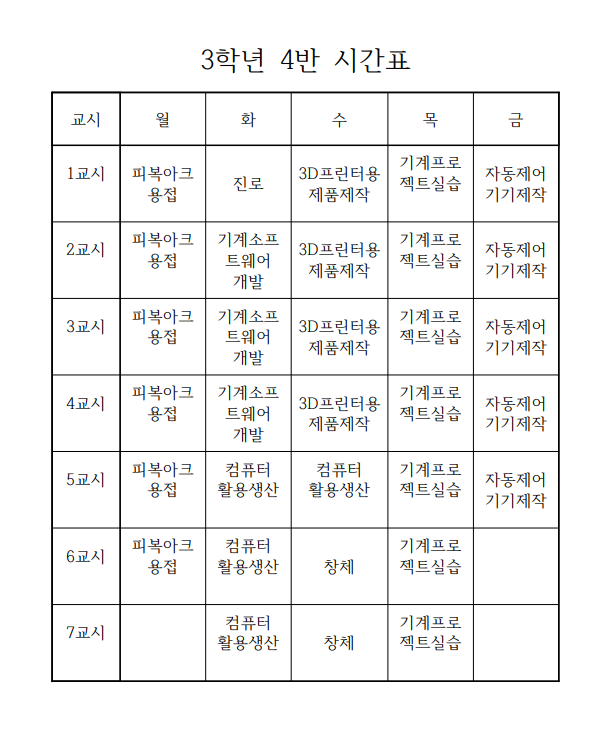 3학년 4반 시간표
교시 월 화 수 목 금
1교시 피복아크 용접 진로 3D프린터용 제품제작 기계프로젝트실습 자동제어 기기제작
2교시 피복아크 용접 기계소프트웨어 개발 3D프린터용 제품제작 기계프로젝트실습 자동제어 기기제작
3교시 피복아크 용접 기계소프트웨어 개발 3D프린터용 제품제작 기계프로젝트실습 자동제어 기기제작
4교시 피복아크 용접 기계소프트웨어 개발 3D프린터용 제품제작 기계프로젝트실습 자동제어 기기제작
5교시 피복아크 용접 컴퓨터 활용생산 컴퓨터 활용생산 기계프로젝트실습 자동제어 기기제작
6교시 피복아크 용접 컴퓨터 활용생산 창체 기계프로젝트실습
7교시 컴퓨터 활용생산 창체 기계프로젝트실습